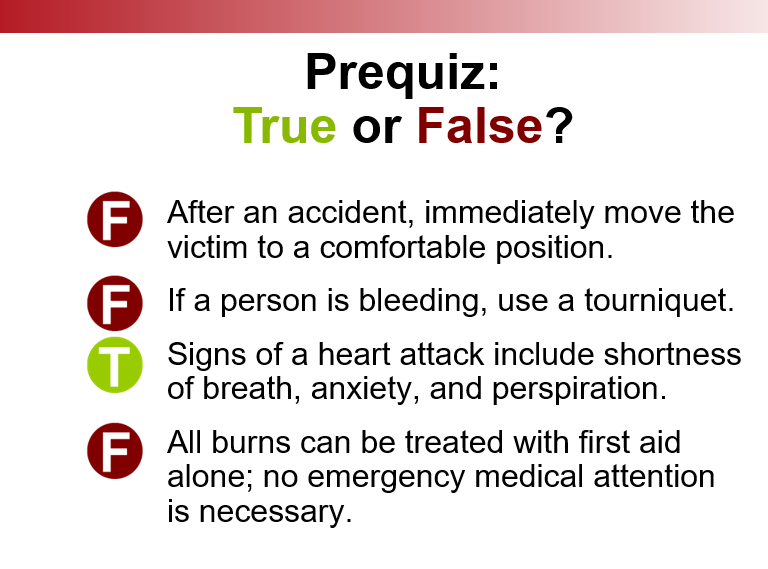 Prequiz:
True or False?
F After an accident, immediately move the
victim to a comfortable position.
F If a person is bleeding, use a tourniquet.
T Signs of a heart attack include shortness
of breath, anxiety, and perspiration.
F All burns can be treated with first aid
alone; no emergency medical attention
is necessary.